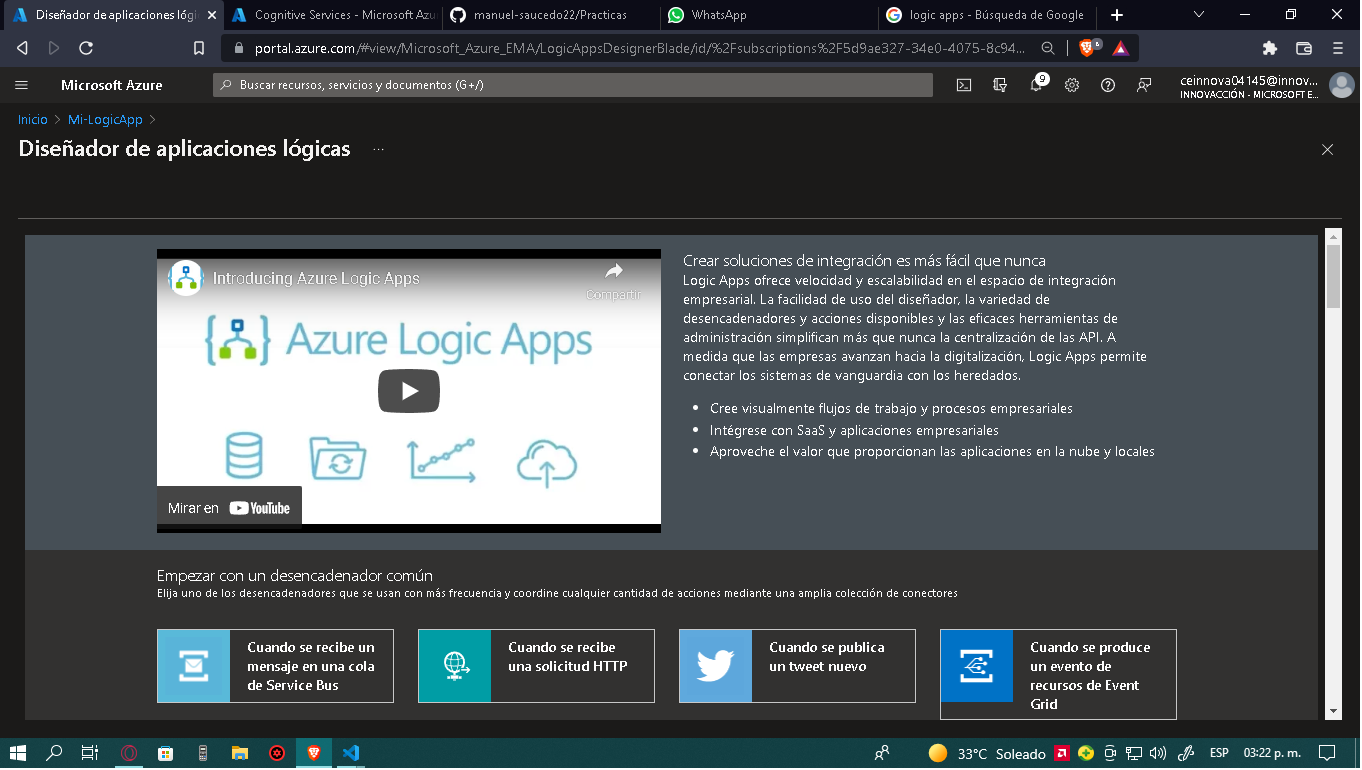 Diseñador de aplicaciones lógi
Cognitive Services - Microsoft Azu
manuel-saucedo22/Practicas
WhatsApp
logic apps - Búsqueda de Google
portal.azure.com/#view/Microsoft_Azure_EMA/LogicAppsDesignerBlade/id/%2Fsubscriptions%2F5d9ae327-34e0-4075-8c94...
6
Microsoft Azure
Buscar recursos, servicios y documentos (G+/)
9
ceinnova04145@innov...
INNOVACCIÓN - MICROSOFT E...
Inicio > Mi-LogicApp >
Diseñador de aplicaciones lógicas ...
Introducing Azure Logic Apps
Compartir
Azure Logic Apps
Mirar en YouTube
Crear soluciones de integración es más fácil que nunca
Logic Apps ofrece velocidad y escalabilidad en el espacio de integración
empresarial. La facilidad de uso del diseñador, la variedad de
desencadenadores y acciones disponibles y las eficaces herramientas de
administración simplifican más que nunca la centralización de las API. A
medida que las empresas avanzan hacia la digitalización, Logic Apps permite
conectar los sistemas de vanguardia con los heredados.
• Cree visualmente flujos de trabajo y procesos empresariales
• Intégrese con SaaS y aplicaciones empresariales
• Aproveche el valor que proporcionan las aplicaciones en la nube y locales
Empezar con un desencadenador común
Elija uno de los desencadenadores que se usan con más frecuencia y coordine cualquier cantidad de acciones mediante una amplia colección de conectores
Cuando se recibe un
mensaje en una cola
de Service Bus
Cuando se recibe
una solicitud HTTP
Cuando se publica
un tweet nuevo
Cuando se produce
un evento de
recursos de Event
Grid
33°C Soleado
ESP
03:22 p. m.